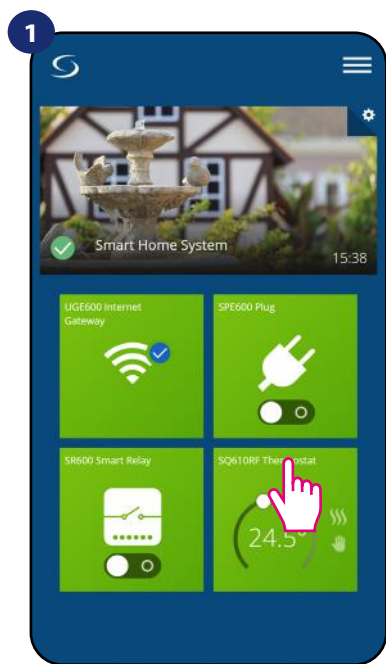 1
Smart Home System
15:38
UGE600 Internet
Gateway
SPE600 Plug
SR600 Smart Relay
SQ610RF Thermostat
24.5°